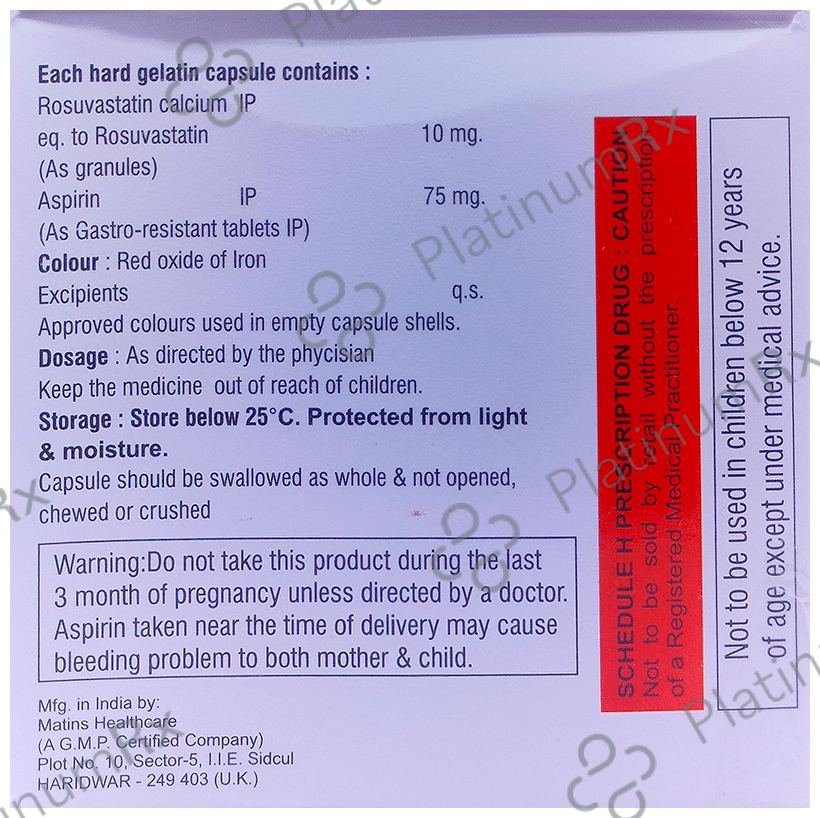 Each hard gelatin capsule contains :
Rosuvastatin calcium IP
eq. to Rosuvastatin 10 mg.
(As granules)
Aspirin IP 75 mg.
(As Gastro-resistant tablets IP)
Colour : Red oxide of Iron
Excipients q.s.
Approved colours used in empty capsule shells.
Dosage : As directed by the phycisian
Keep the medicine out of reach of children.
Storage : Store below 25°C. Protected from light
& moisture.
Capsule should be swallowed as whole & not opened,
chewed or crushed
Warning:Do not take this product during the last
3 month of pregnancy unless directed by a doctor.
Aspirin taken near the time of delivery may cause
bleeding problem to both mother & child.
Mfg. in India by:
Matins Healthcare
(A G.M.P. Certified Company)
Plot No. 10, Sector-5, I.I.E. Sidcul
HARIDWAR - 249 403 (U.K.)
SCHEDULE H PRESCRIPTION DRUG : CAUTION
Not to be sold by retail without the prescription
of a Registered Medical Practitioner.
Not to be used in children below 12 years
of age except under medical advice.
PlatinumRx
PlatinumRx
PlatinumRx
PlatinumRx
inumRx
Rx
Platin